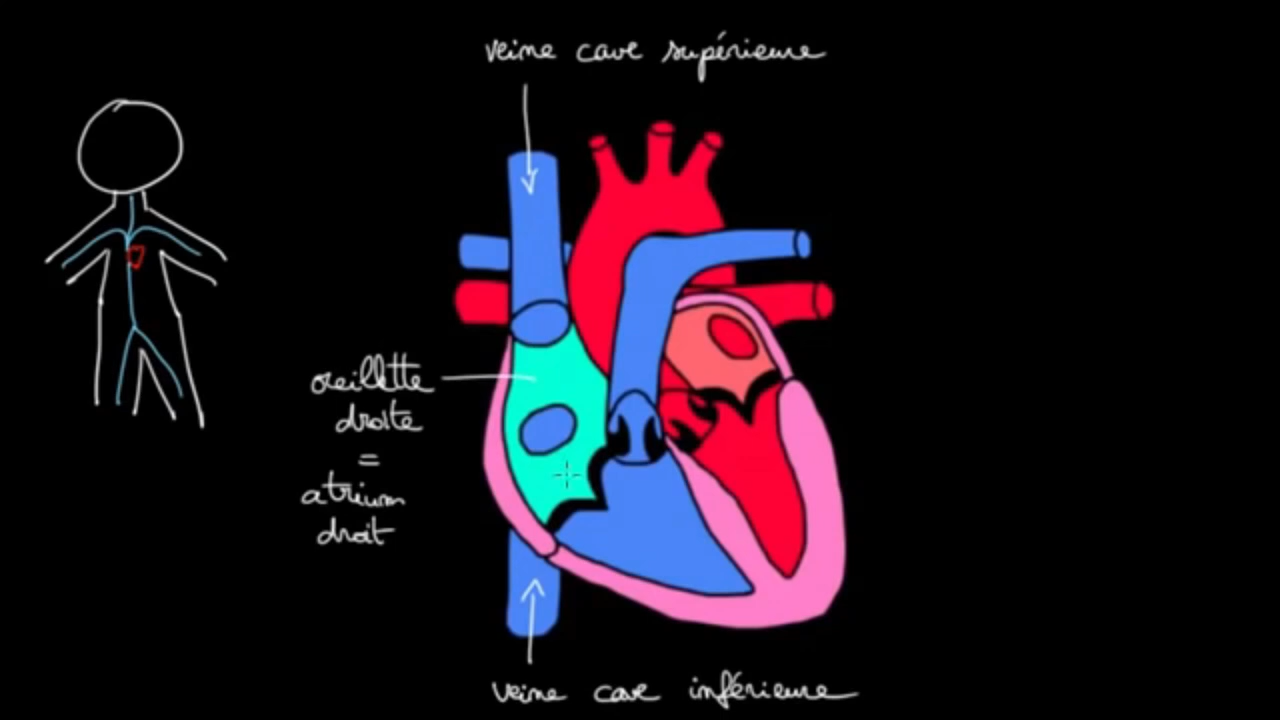 veine cave supérieure
oreillette
droite
=
atrium
droit
veine cave inférieure